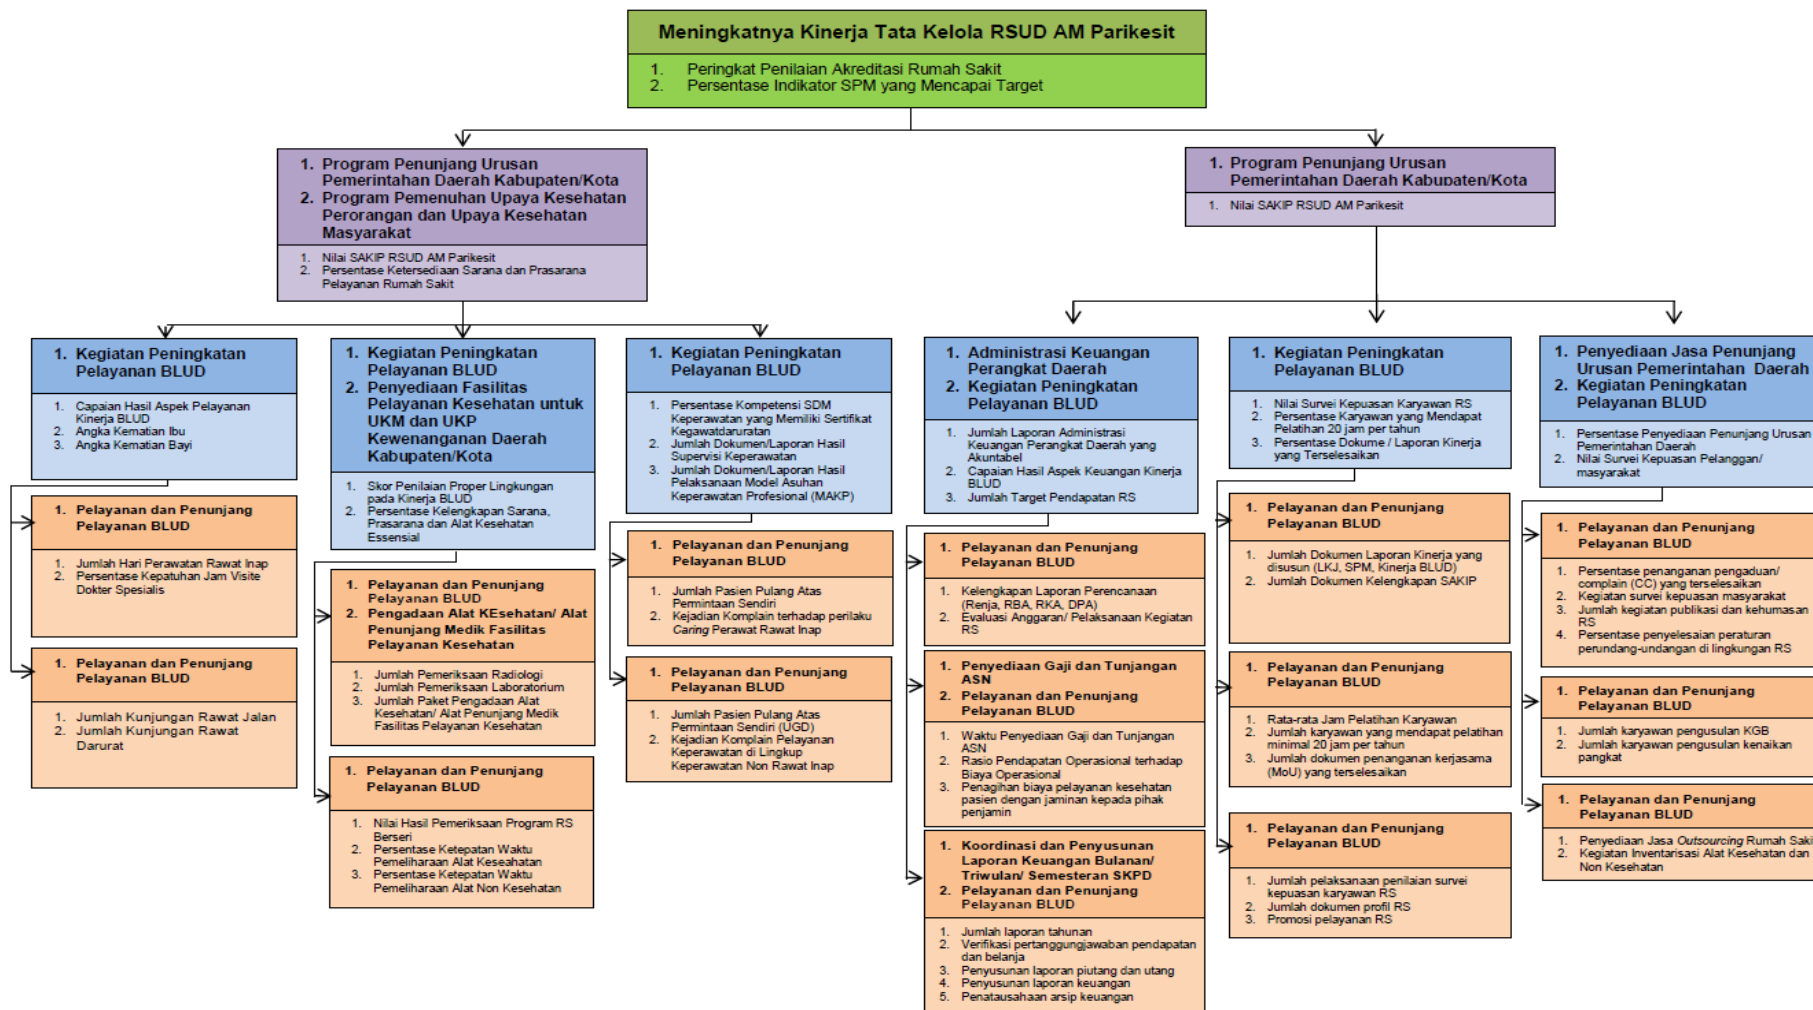 Meningkatnya Kinerja Tata Kelola RSUD AM Parikesit
1. Peringkat Penilaian Akreditasi Rumah Sakit
2. Persentase Indikator SPM yang Mencapai Target
1. Program Penunjang Urusan
Pemerintahan Daerah Kabupaten/Kota
2. Program Pemenuhan Upaya Kesehatan
Perorangan dan Upaya Kesehatan
Masyarakat
1. Nilai SAKIP RSUD AM Parikesit
2. Persentase Ketersediaan Sarana dan Prasarana
Pelayanan Rumah Sakit
1. Program Penunjang Urusan
Pemerintahan Daerah Kabupaten/Kota
1. Nilai SAKIP RSUD AM Parikesit
1. Kegiatan Peningkatan
Pelayanan BLUD
1. Capaian Hasil Aspek Pelayanan
Kinerja BLUD
2. Angka Kematian Ibu
3. Angka Kematian Bayi
1. Pelayanan dan Penunjang
Pelayanan BLUD
1. Jumlah Hari Perawatan Rawat Inap
2. Persentase Kepatuhan Jam Visite
Dokter Spesialis
1. Pelayanan dan Penunjang
Pelayanan BLUD
1. Jumlah Kunjungan Rawat Jalan
2. Jumlah Kunjungan Rawat
Darurat
1. Kegiatan Peningkatan
Pelayanan BLUD
2. Penyediaan Fasilitas
Pelayanan Kesehatan untuk
UKM dan UKP
Kewenanganan Daerah
Kabupaten/Kota
1. Skor Penilaian Proper Lingkungan
pada Kinerja BLUD
2. Persentase Kelengkapan Sarana,
Prasarana dan Alat Kesehatan
Essensial
1. Pelayanan dan Penunjang
Pelayanan BLUD
2. Pengadaan Alat KEsehatan/ Alat
Penunjang Medik Fasilitas
Pelayanan Kesehatan
1. Jumlah Pemeriksaan Radiologi
2. Jumlah Pemeriksaan Laboratorium
3. Jumlah Paket Pengadaan Alat
Kesehatan/ Alat Penunjang Medik
Fasilitas Pelayanan Kesehatan
1. Pelayanan dan Penunjang
Pelayanan BLUD
1. Nilai Hasil Pemeriksaan Program RS
Berseri
2. Persentase Ketepatan Waktu
Pemeliharaan Alat Keseahatan
3. Persentase Ketepatan Waktu
Pemeliharaan Alat Non Kesehatan
1. Kegiatan Peningkatan
Pelayanan BLUD
1. Persentase Kompetensi SDM
Keperawatan yang Memiliki Sertifikat
Kegawatdaruratan
2. Jumlah Dokumen/Laporan Hasil
Supervisi Keperawatan
3. Jumlah Dokumen/Laporan Hasil
Pelaksanaan Model Asuhan
Keperawatan Profesional (MAKP)
1. Pelayanan dan Penunjang
Pelayanan BLUD
1. Jumlah Pasien Pulang Atas
Permintaan Sendiri
2. Kejadian Komplain terhadap perilaku
Caring Perawat Rawat Inap
1. Pelayanan dan Penunjang
Pelayanan BLUD
1. Jumlah Pasien Pulang Atas
Permintaan Sendiri (UGD)
2. Kejadian Komplain Pelayanan
Keperawatan di Lingkup
Keperawatan Non Rawat Inap
1. Administrasi Keuangan
Perangkat Daerah
2. Kegiatan Peningkatan
Pelayanan BLUD
1. Jumlah Laporan Administrasi
Keuangan Perangkat Daerah yang
Akuntabel
2. Capaian Hasil Aspek Keuangan Kinerja
BLUD
3. Jumlah Target Pendapatan RS
1. Pelayanan dan Penunjang
Pelayanan BLUD
1. Kelengkapan Laporan Perencanaan
(Renja, RBA, RKA, DPA)
2. Evaluasi Anggaran/ Pelaksanaan Kegiatan
RS
1. Penyediaan Gaji dan Tunjangan
ASN
2. Pelayanan dan Penunjang
Pelayanan BLUD
1. Waktu Penyediaan Gaji dan Tunjangan
ASN
2. Rasio Pendapatan Operasional terhadap
Biaya Operasional
3. Penagihan biaya pelayanan kesehatan
pasien dengan jaminan kepada pihak
penjamin
1. Koordinasi dan Penyusunan
Laporan Keuangan Bulanan/
Triwulan/ Semesteran SKPD
2. Pelayanan dan Penunjang
Pelayanan BLUD
1. Jumlah laporan tahunan
2. Verifikasi pertanggungjawaban pendapatan
dan belanja
3. Penyusunan laporan piutang dan utang
4. Penyusunan laporan keuangan
5. Penatausahaan arsip keuangan
1. Kegiatan Peningkatan
Pelayanan BLUD
1. Nilai Survei Kepuasan Karyawan RS
2. Persentase Karyawan yang Mendapat
Pelatihan 20 jam per tahun
3. Persentase Dokume / Laporan Kinerja
yang Terselesaikan
1. Pelayanan dan Penunjang
Pelayanan BLUD
1. Jumlah Dokumen Laporan Kinerja yang
disusun (LKJ, SPM, Kinerja BLUD)
2. Jumlah Dokumen Kelengkapan SAKIP
1. Pelayanan dan Penunjang
Pelayanan BLUD
1. Rata-rata Jam Pelatihan Karyawan
2. Jumlah karyawan yang mendapat pelatihan
minimal 20 jam per tahun
3. Jumlah dokumen penanganan kerjasama
(MoU) yang terselesaikan
1. Pelayanan dan Penunjang
Pelayanan BLUD
1. Jumlah pelaksanaan penilaian survei
kepuasan karyawan RS
2. Jumlah dokumen profil RS
3. Promosi pelayanan RS
1. Penyediaan Jasa Penunjang
Urusan Pemerintahan Daerah
2. Kegiatan Peningkatan
Pelayanan BLUD
1. Persentase Penyediaan Penunjang Urusan
Pemerintahan Daerah
2. Nilai Survei Kepuasan Pelanggan/
masyarakat
1. Pelayanan dan Penunjang
Pelayanan BLUD
1. Persentase penanganan pengaduan/
complain (CC) yang terselesaikan
2. Kegiatan survei kepuasan masyarakat
3. Jumlah kegiatan publikasi dan kehumasan
RS
4. Persentase penyelesaian peraturan
perundang-undangan di lingkungan RS
1. Pelayanan dan Penunjang
Pelayanan BLUD
1. Jumlah karyawan pengusulan KGB
2. Jumlah karyawan pengusulan kenaikan
pangkat
1. Pelayanan dan Penunjang
Pelayanan BLUD
1. Penyediaan Jasa Outsourcing Rumah Sakit
2. Kegiatan Inventarisasi Alat Kesehatan dan
Non Kesehatan